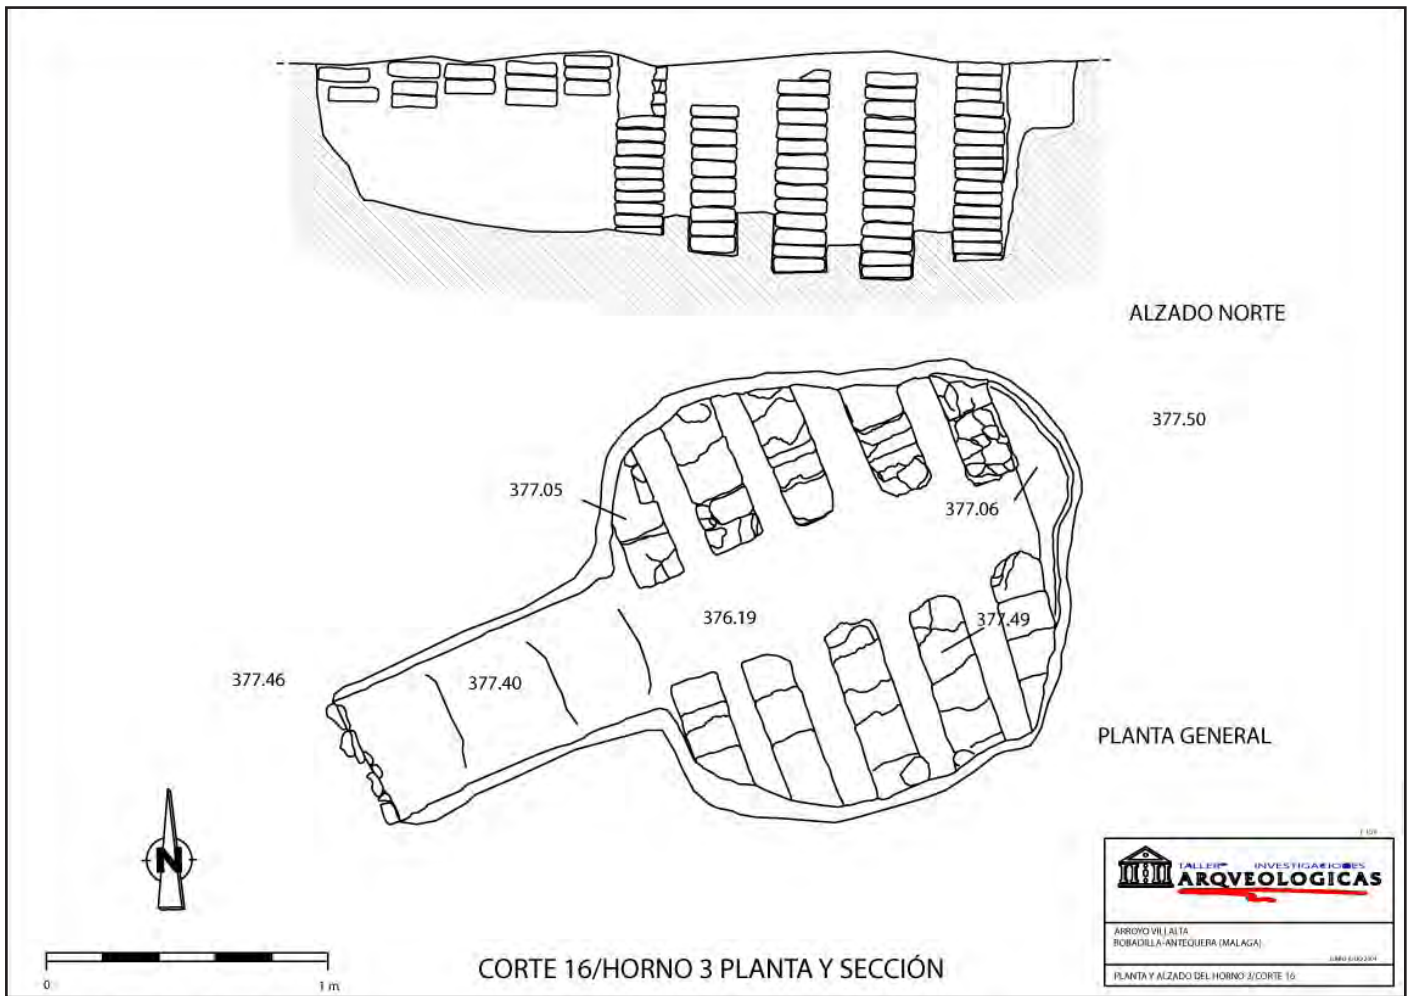 ALZADO NORTE
377.50
377.05
377.06
376.19
377.49
377.46
377.40
PLANTA GENERAL
N
0
1 m
CORTE 16/HORNO 3 PLANTA Y SECCIÓN
TALLER INVESTIGACIONES
ARQVEOLOGICAS
ARROYO VILLALTA
BOBADILLA-ANTEQUERA (MALAGA)
PLANTA Y ALZADO DEL HORNO 3/CORTE 16